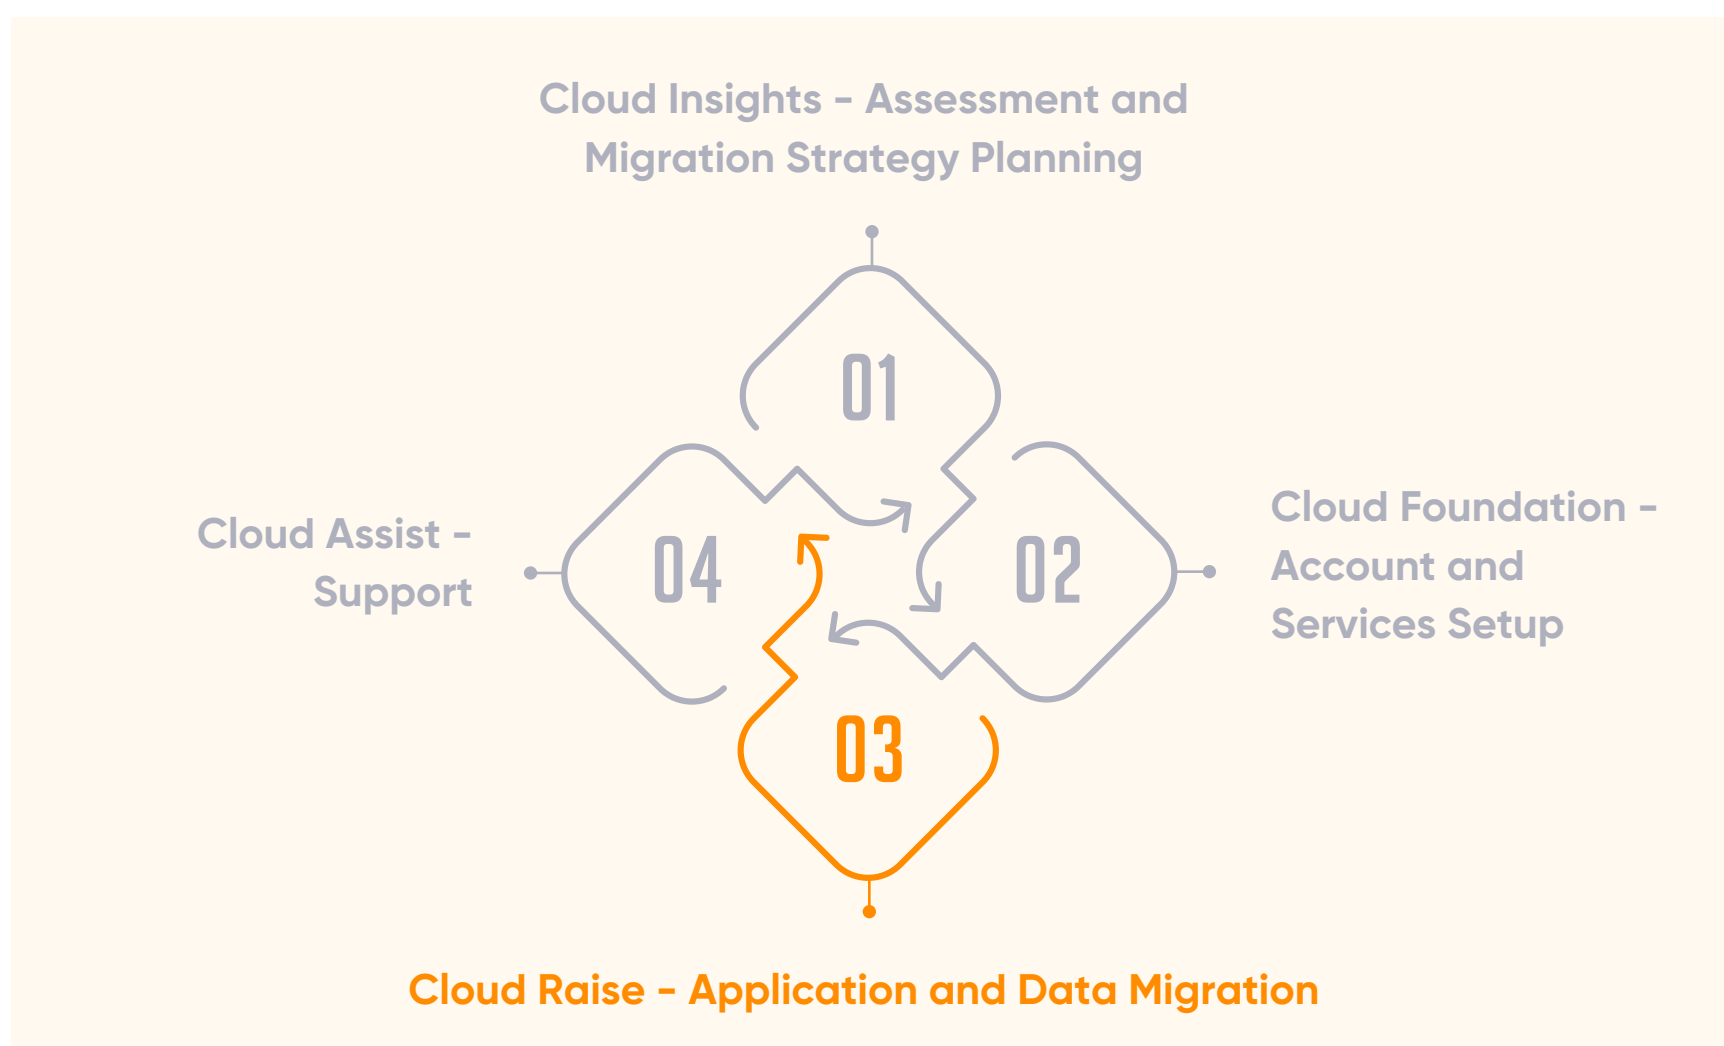 Cloud Insights - Assessment and
Migration Strategy Planning
01
Cloud Foundation -
Account and
Services Setup
02
Cloud Assist -
Support
04
03
Cloud Raise - Application and Data Migration